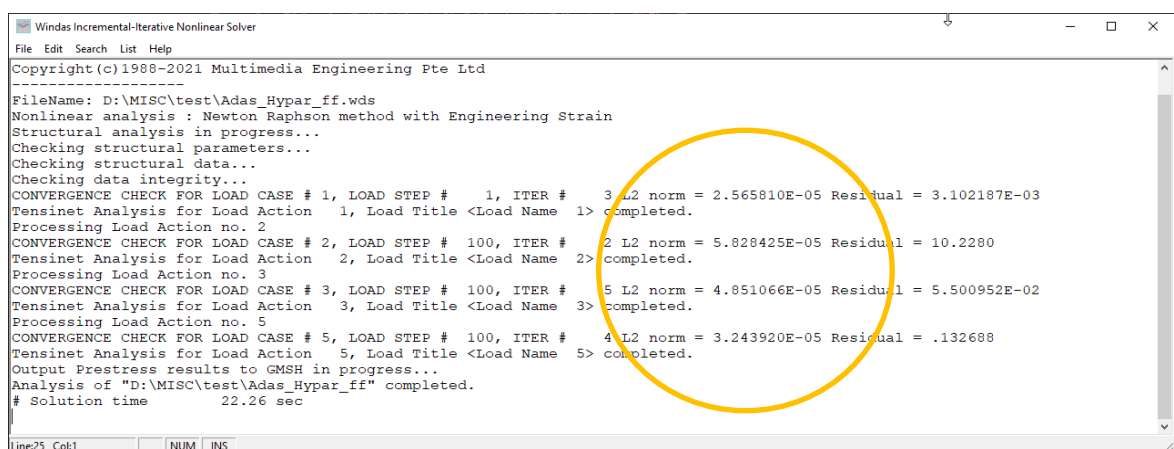 Windas Incremental-Iterative Nonlinear Solver
File Edit Search List Help
Copyright(c)1988-2021 Multimedia Engineering Pte Ltd
-------------------
FileName: D:\MISC\test\Adas_Hypar_ff.wds
Nonlinear analysis : Newton Raphson method with Engineering Strain
Structural analysis in progress...
Checking structural parameters...
Checking structural data...
Checking data integrity...
CONVERGENCE CHECK FOR LOAD CASE # 1, LOAD STEP # 1, ITER # 3 L2 norm = 2.565810E-05 Residual = 3.102187E-03
Tensinet Analysis for Load Action 1, Load Title <Load Name 1> completed.
Processing Load Action no. 2
CONVERGENCE CHECK FOR LOAD CASE # 2, LOAD STEP # 100, ITER # 2 L2 norm = 5.828425E-05 Residual = 10.2280
Tensinet Analysis for Load Action 2, Load Title <Load Name 2> completed.
Processing Load Action no. 3
CONVERGENCE CHECK FOR LOAD CASE # 3, LOAD STEP # 100, ITER # 5 L2 norm = 4.851066E-05 Residual = 5.500952E-02
Tensinet Analysis for Load Action 3, Load Title <Load Name 3> completed.
Processing Load Action no. 5
CONVERGENCE CHECK FOR LOAD CASE # 5, LOAD STEP # 100, ITER # 4 L2 norm = 3.243920E-05 Residual = .132688
Tensinet Analysis for Load Action 5, Load Title <Load Name 5> completed.
Output Prestress results to GMSH in progress...
Analysis of "D:\MISC\test\Adas_Hypar_ff" completed.
# Solution time 22.26 sec
Line:25 Col:1 NUM INS